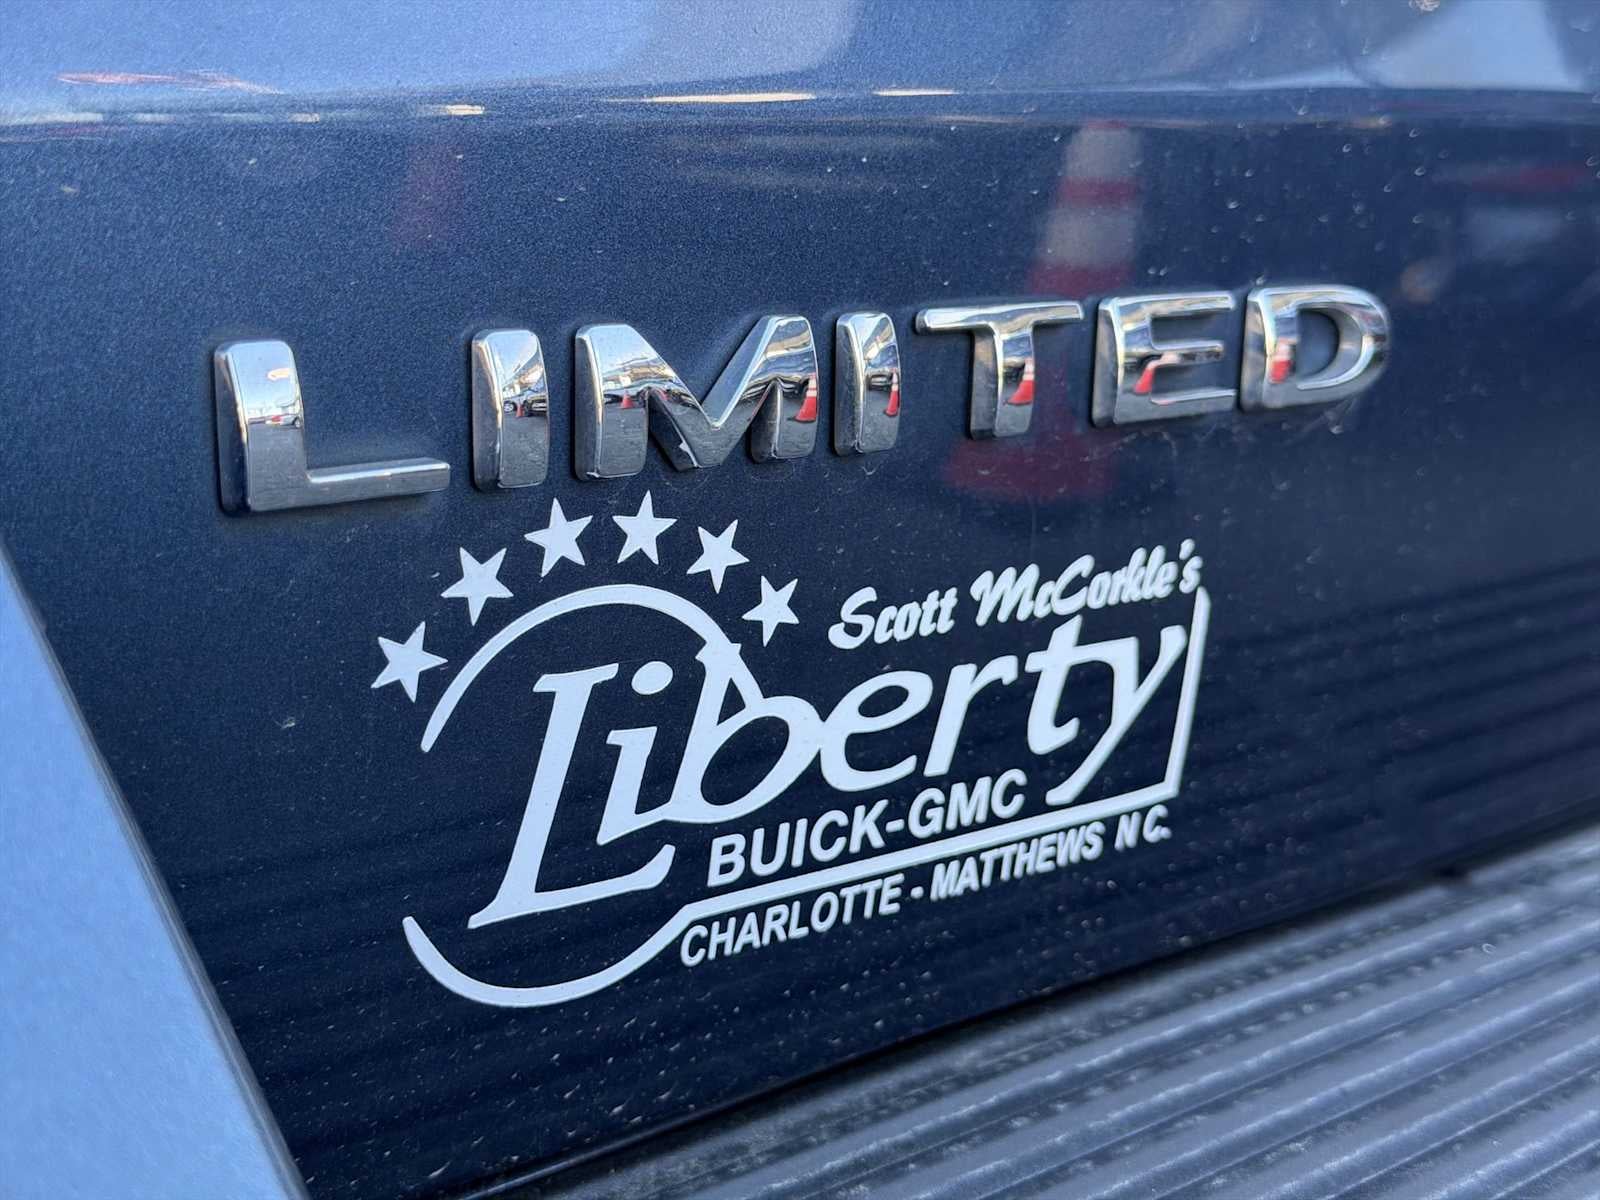 LIMITED
Scott McCorkle's
Liberty
BUICK-GMC
CHARLOTTE - MATTHEWS N C.